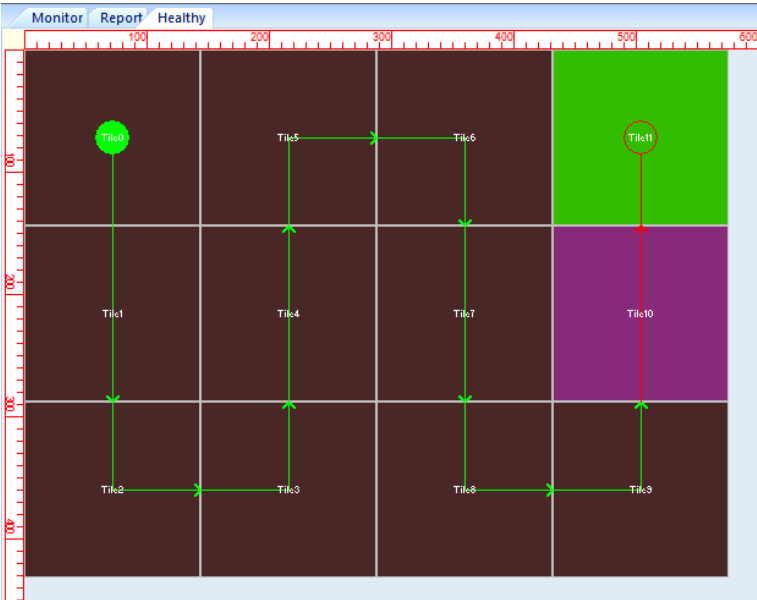 Monitor Report Healthy
100 200 300 400 500 600
Tile0 Tile5 Tile6 Tile11
100
200
Tile1 Tile4 Tile7 Tile10
300
Tile2 Tile3 Tile8 Tile9
400